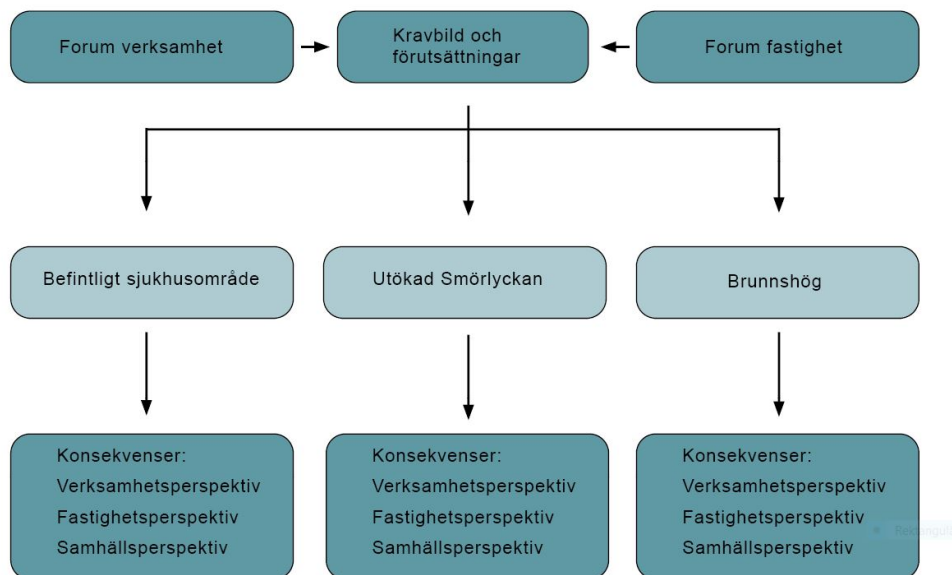 Forum verksamhet
Kravbild och
förutsättningar
Forum fastighet
Befintligt sjukhusområde
Utökad Smörlyckan
Brunnshög
Konsekvenser:
Verksamhetsperspektiv
Fastighetsperspektiv
Samhällsperspektiv
Konsekvenser:
Verksamhetsperspektiv
Fastighetsperspektiv
Samhällsperspektiv
Konsekvenser:
Verksamhetsperspektiv
Fastighetsperspektiv
Samhällsperspektiv